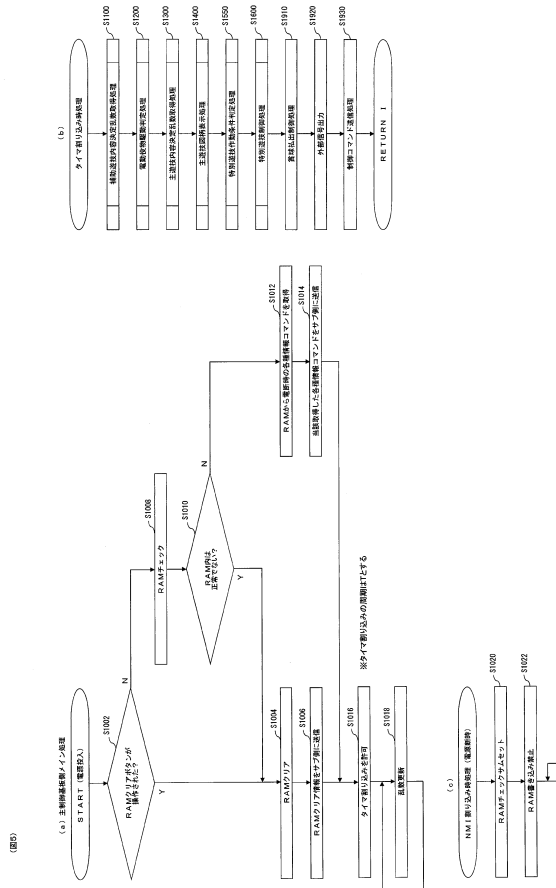 (図5)
(a)主制御基板側メイン処理
START(電源投入)
S1002
RAMクリアボタンが
操作された?
N
Y
S1008
RAMチェック
S1010
RAM内は
正常でない?
N
Y
S1004
RAMクリア
S1006
RAMクリア情報をサブ側に送信
S1012
RAMから電断時の各種情報コマンドを取得
S1014
当該取得した各種情報コマンドをサブ側に送信
S1016
タイマ割り込みを許可
※タイマ割り込みの周期はTとする
S1018
乱数更新
(b)
タイマ割り込み時処理
S1100
補助遊技内容決定乱数取得処理
S1200
電動役物駆動判定処理
S1300
主遊技内容決定乱数取得処理
S1400
主遊技図柄表示処理
S1550
特別遊技作動条件判定処理
S1600
特別遊技制御処理
S1910
賞球払出制御処理
S1920
外部信号出力
S1930
制御コマンド送信処理
RETURN I
(c)
NMI割り込み時処理(電源断時)
S1020
RAMチェックサムセット
S1022
RAM書き込み禁止